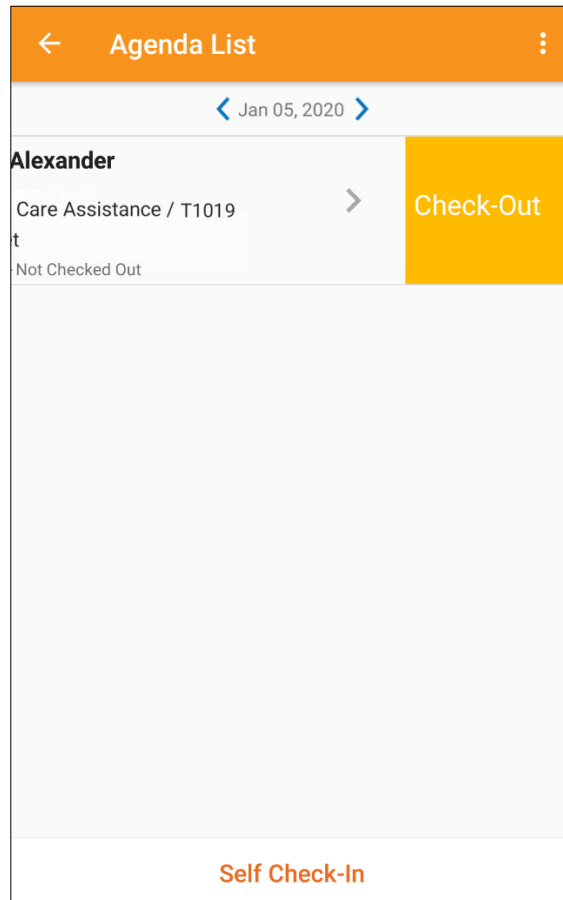 Agenda List
Jan 05, 2020
Alexander
Care Assistance / T1019
t
Not Checked Out
Check-Out
Self Check-In